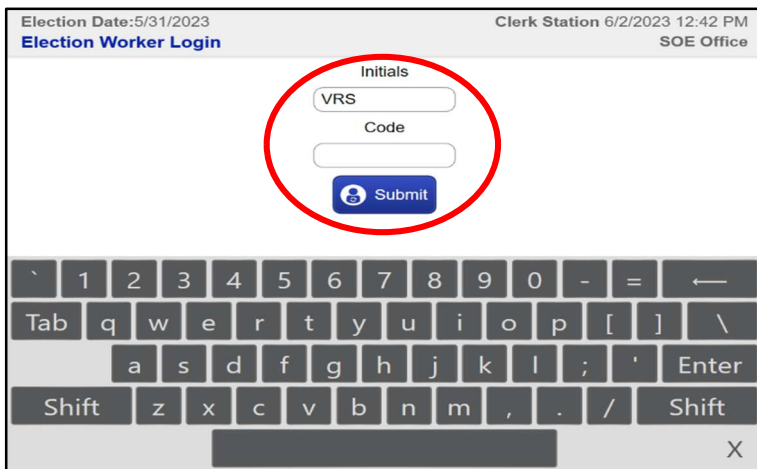 Election Date:5/31/2023 Clerk Station 6/2/2023 12:42 PM
Election Worker Login SOE Office
Initials
VRS
Code
Submit
` 1 2 3 4 5 6 7 8 9 0 - = ←
Tab q w e r t y u i o p [ ] \
a s d f g h j k l ; ' Enter
Shift z x c v b n m , . / Shift
X